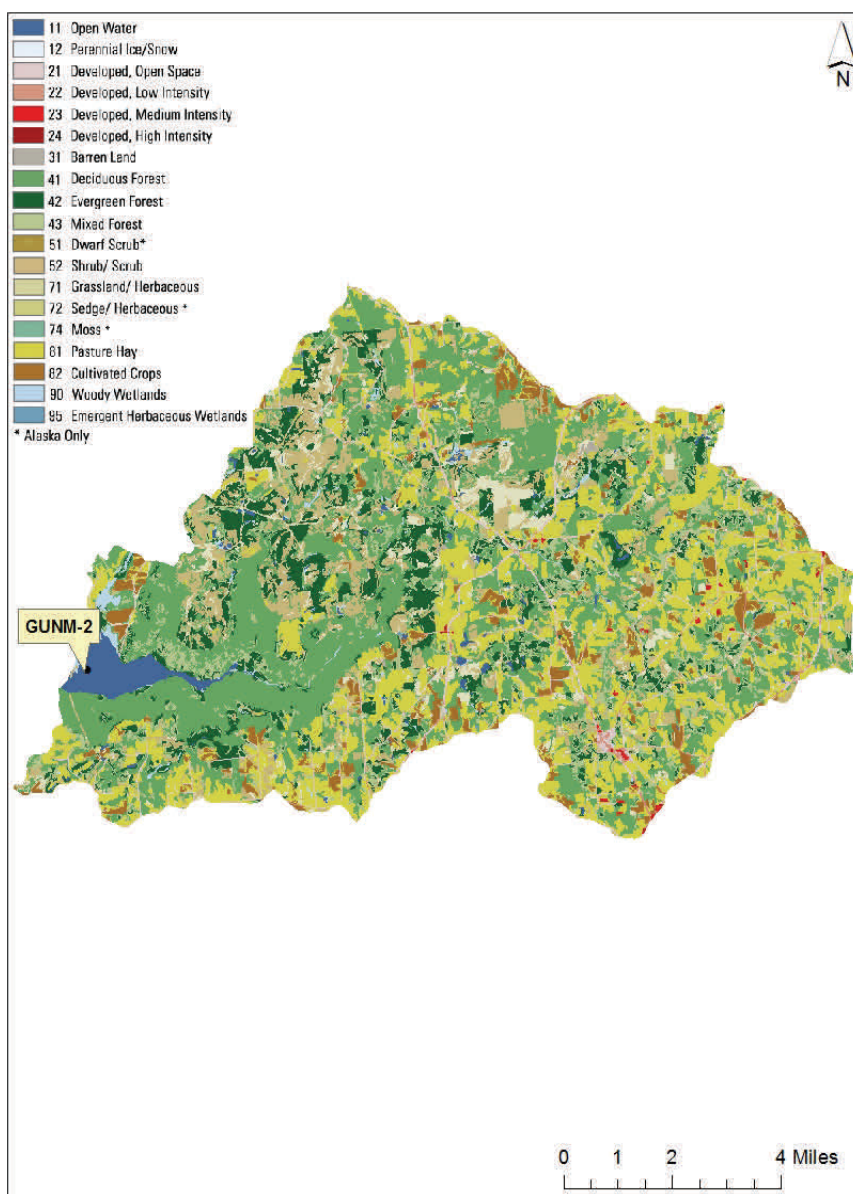 11 Open Water
12 Perennial Ice/Snow
21 Developed, Open Space
22 Developed, Low Intensity
23 Developed, Medium Intensity
24 Developed, High Intensity
31 Barren Land
41 Deciduous Forest
42 Evergreen Forest
43 Mixed Forest
51 Dwarf Scrub*
52 Shrub/ Scrub
71 Grassland/ Herbaceous
72 Sedge/ Herbaceous *
74 Moss *
81 Pasture Hay
82 Cultivated Crops
90 Woody Wetlands
95 Emergent Herbaceous Wetlands
* Alaska Only
N
GUNM-2
0 1 2 4 Miles